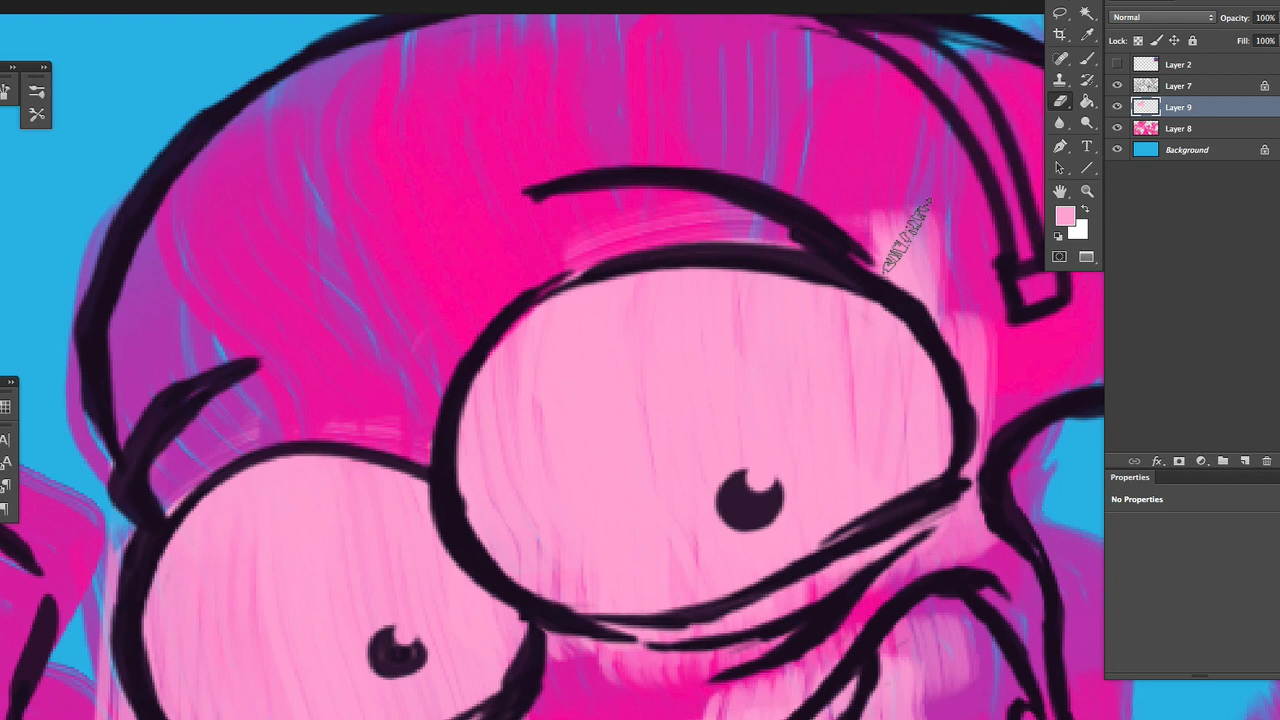 Normal Opacity: 100%
Lock: Fill: 100%
Layer 2
Layer 7
Layer 9
Layer 8
Background
Properties
No Properties